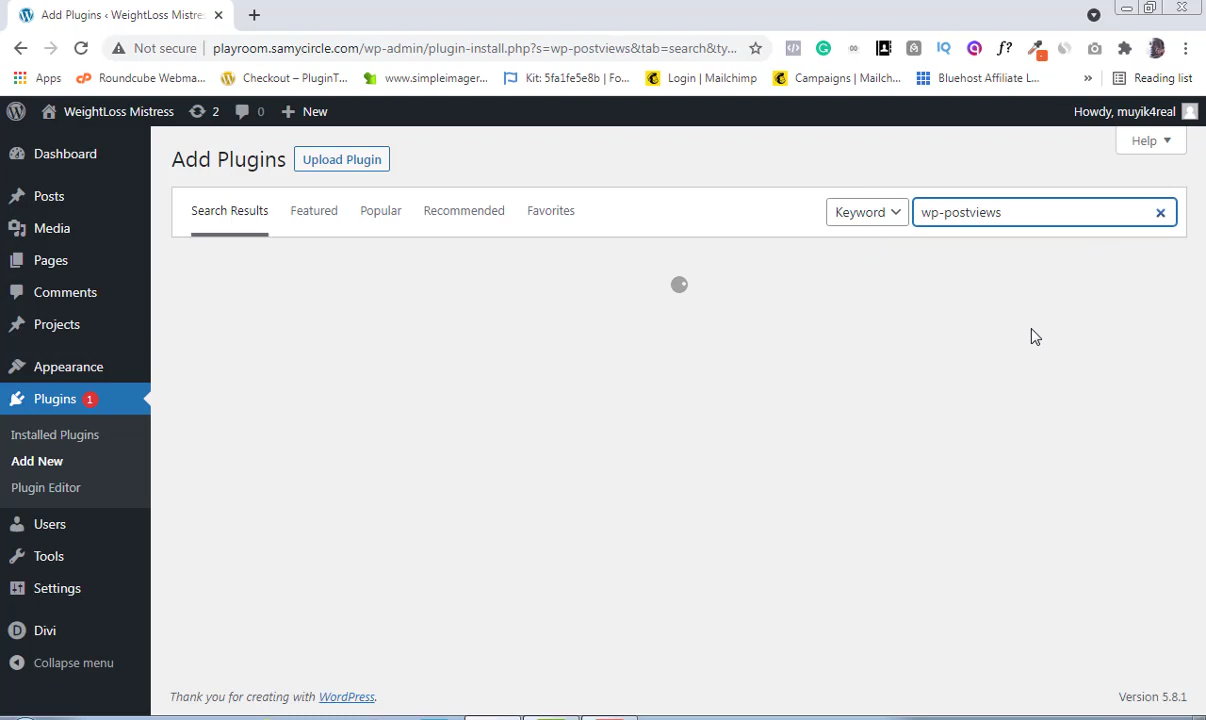 Add Plugins ‹ WeightLoss Mistres
Not secure playroom.samycircle.com/wp-admin/plugin-install.php?s=wp-postviews&tab=search&ty...
Apps Roundcube Webma... Checkout – PluginT... www.simpleimager... Kit: 5fa1fe5e8b | Fo... Login | Mailchimp Campaigns | Mailch... Bluehost Affiliate L... » Reading list
WeightLoss Mistress 2 0 New Howdy, muyik4real
Help
Add Plugins Upload Plugin
Search Results Featured Popular Recommended Favorites Keyword wp-postviews
Dashboard
Posts
Media
Pages
Comments
Projects
Appearance
Plugins 1
Installed Plugins
Add New
Plugin Editor
Users
Tools
Settings
Divi
Collapse menu
Thank you for creating with WordPress. Version 5.8.1